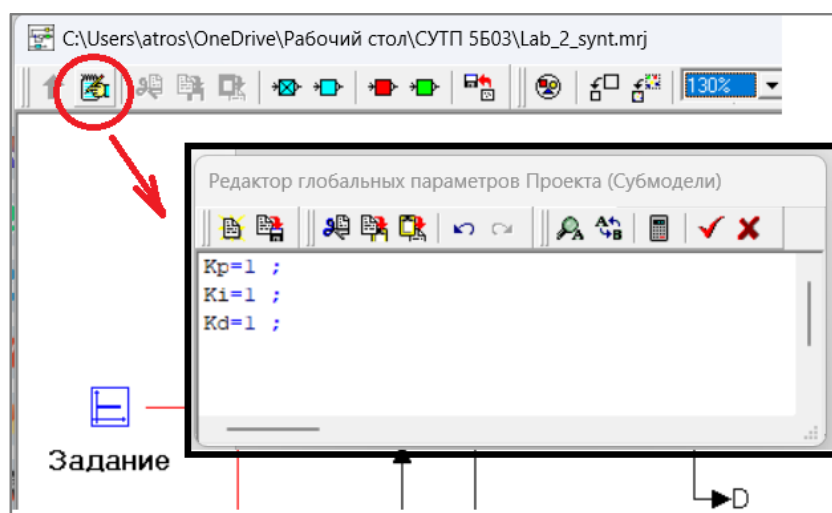 C:\Users\atros\OneDrive\Рабочий стол\СУТП 5Б03\Lab_2_synt.mrj
130%
Редактор глобальных параметров Проекта (Субмодели)
A
A
B
Kp=1 ;
Ki=1 ;
Kd=1 ;
Задание
D